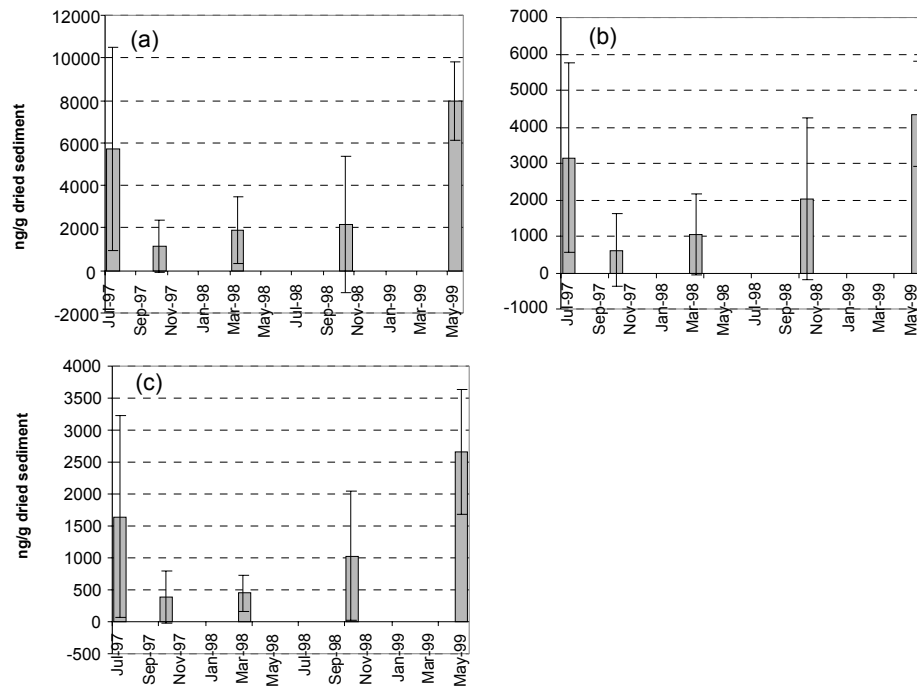 (a)
ng/g dried sediment
12000
10000
8000
6000
4000
2000
0
-2000
Jul-97
Sep-97
Nov-97
Jan-98
Mar-98
May-98
Jul-98
Sep-98
Nov-98
Jan-99
Mar-99
May-99
(b)
7000
6000
5000
4000
3000
2000
1000
0
-1000
Jul-97
Sep-97
Nov-97
Jan-98
Mar-98
May-98
Jul-98
Sep-98
Nov-98
Jan-99
Mar-99
May-99
(c)
ng/g dried sediment
4000
3500
3000
2500
2000
1500
1000
500
0
-500
Jul-97
Sep-97
Nov-97
Jan-98
Mar-98
May-98
Jul-98
Sep-98
Nov-98
Jan-99
Mar-99
May-99